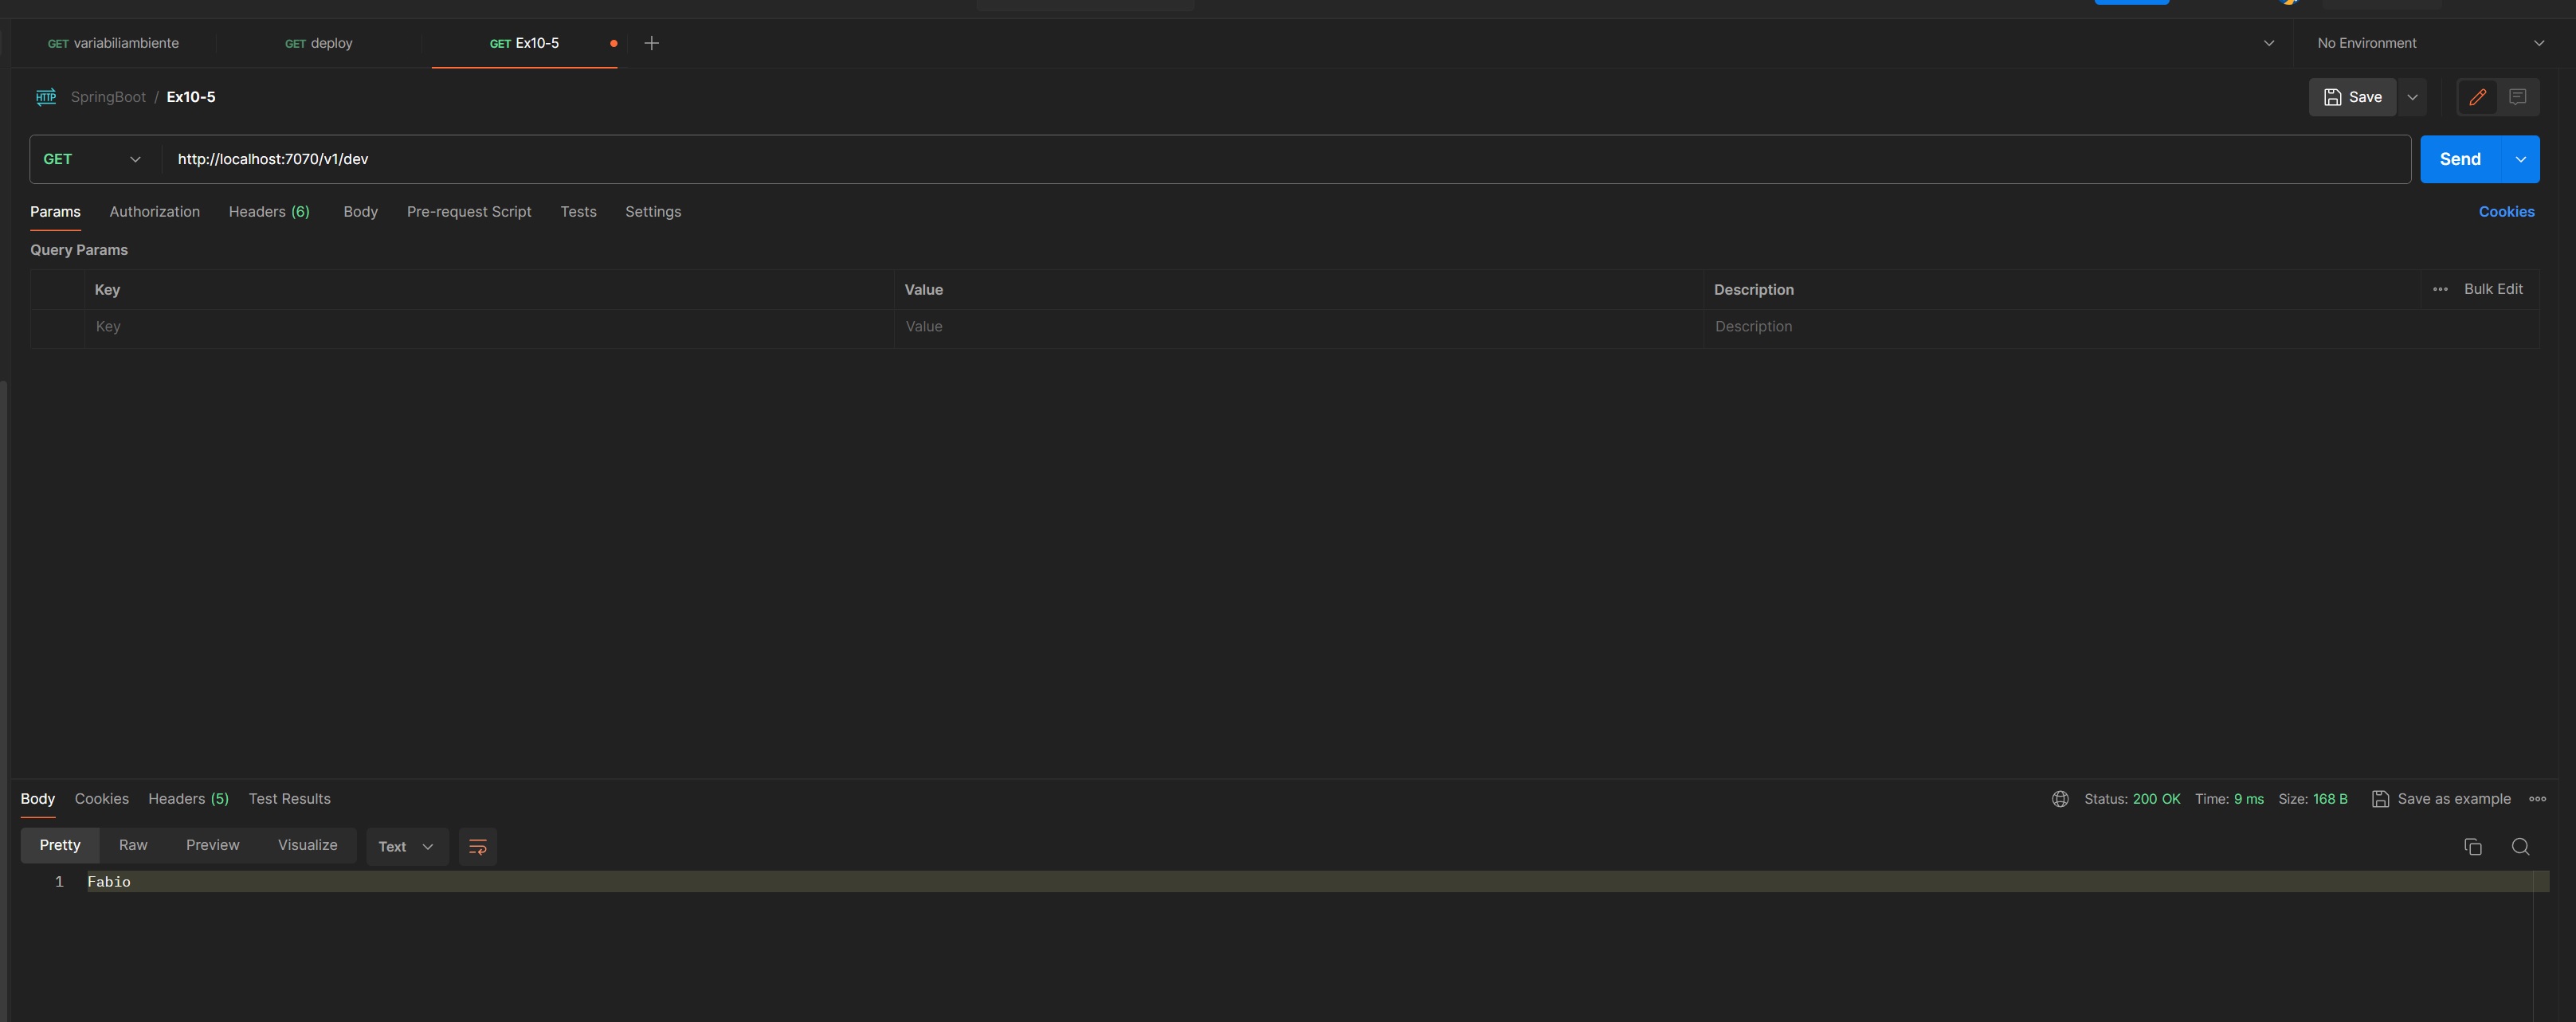 GET variabiliambiente GET deploy GET Ex10-5 No Environment
HTTP SpringBoot / Ex10-5 Save
GET http://localhost:7070/v1/dev Send
Params Authorization Headers (6) Body Pre-request Script Tests Settings Cookies
Query Params
Key Value Description Bulk Edit
Key Value Description
Body Cookies Headers (5) Test Results Status: 200 OK Time: 9 ms Size: 168 B Save as example
Pretty Raw Preview Visualize Text
1 Fabio